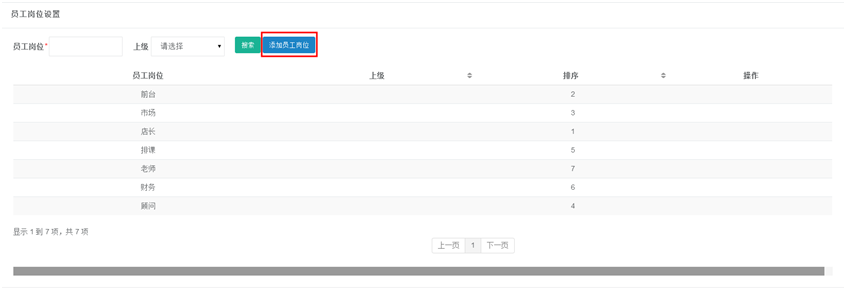 员工岗位设置
员工岗位* 上级 请选择 搜索 添加员工岗位
员工岗位 上级 排序 操作
前台 2
市场 3
店长 1
排课 5
老师 7
财务 6
顾问 4
显示 1 到 7 项，共 7 项
上一页 1 下一页